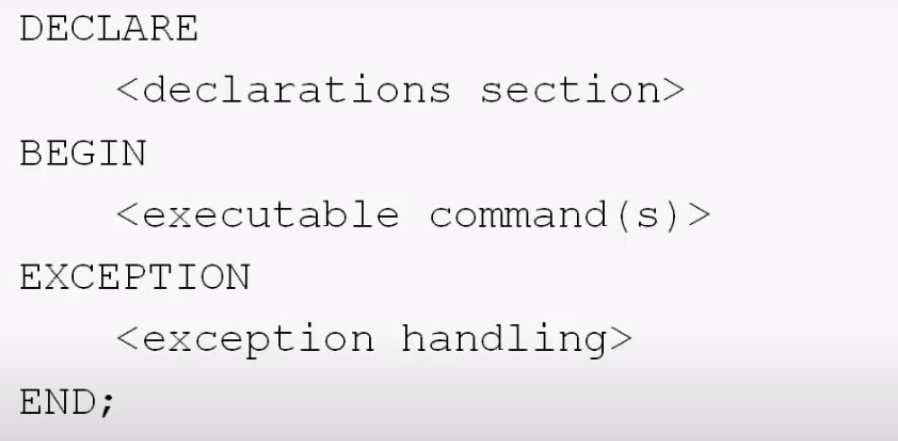 DECLARE
<declarations section>
BEGIN
<executable command(s)>
EXCEPTION
<exception handling>
END;